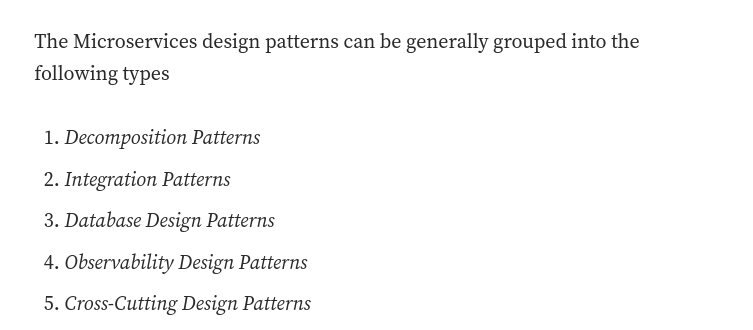 The Microservices design patterns can be generally grouped into the
following types
1. Decomposition Patterns
2. Integration Patterns
3. Database Design Patterns
4. Observability Design Patterns
5. Cross-Cutting Design Patterns